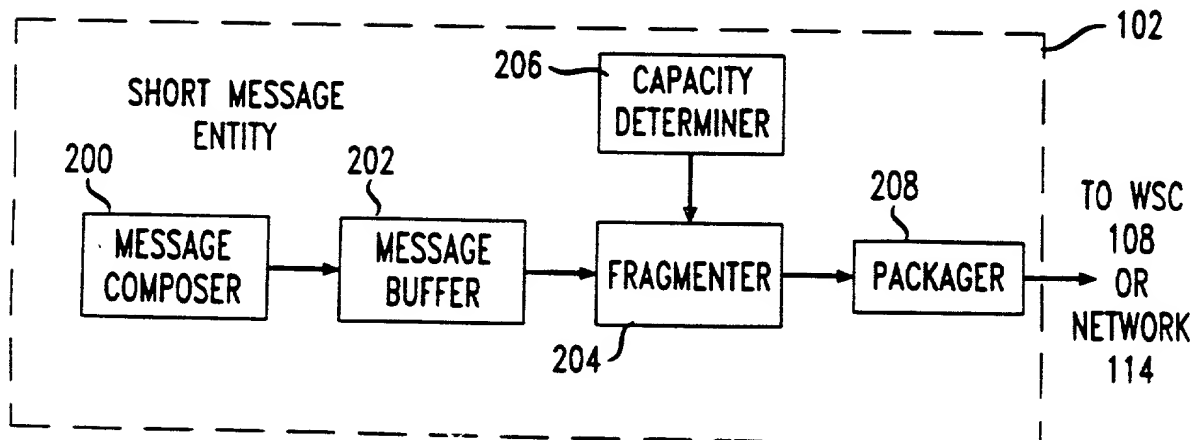 102
206
CAPACITY
DETERMINER
SHORT MESSAGE
ENTITY
200
202
208
TO WSC
108
OR
NETWORK
114
MESSAGE
COMPOSER
MESSAGE
BUFFER
FRAGMENTER
PACKAGER
204